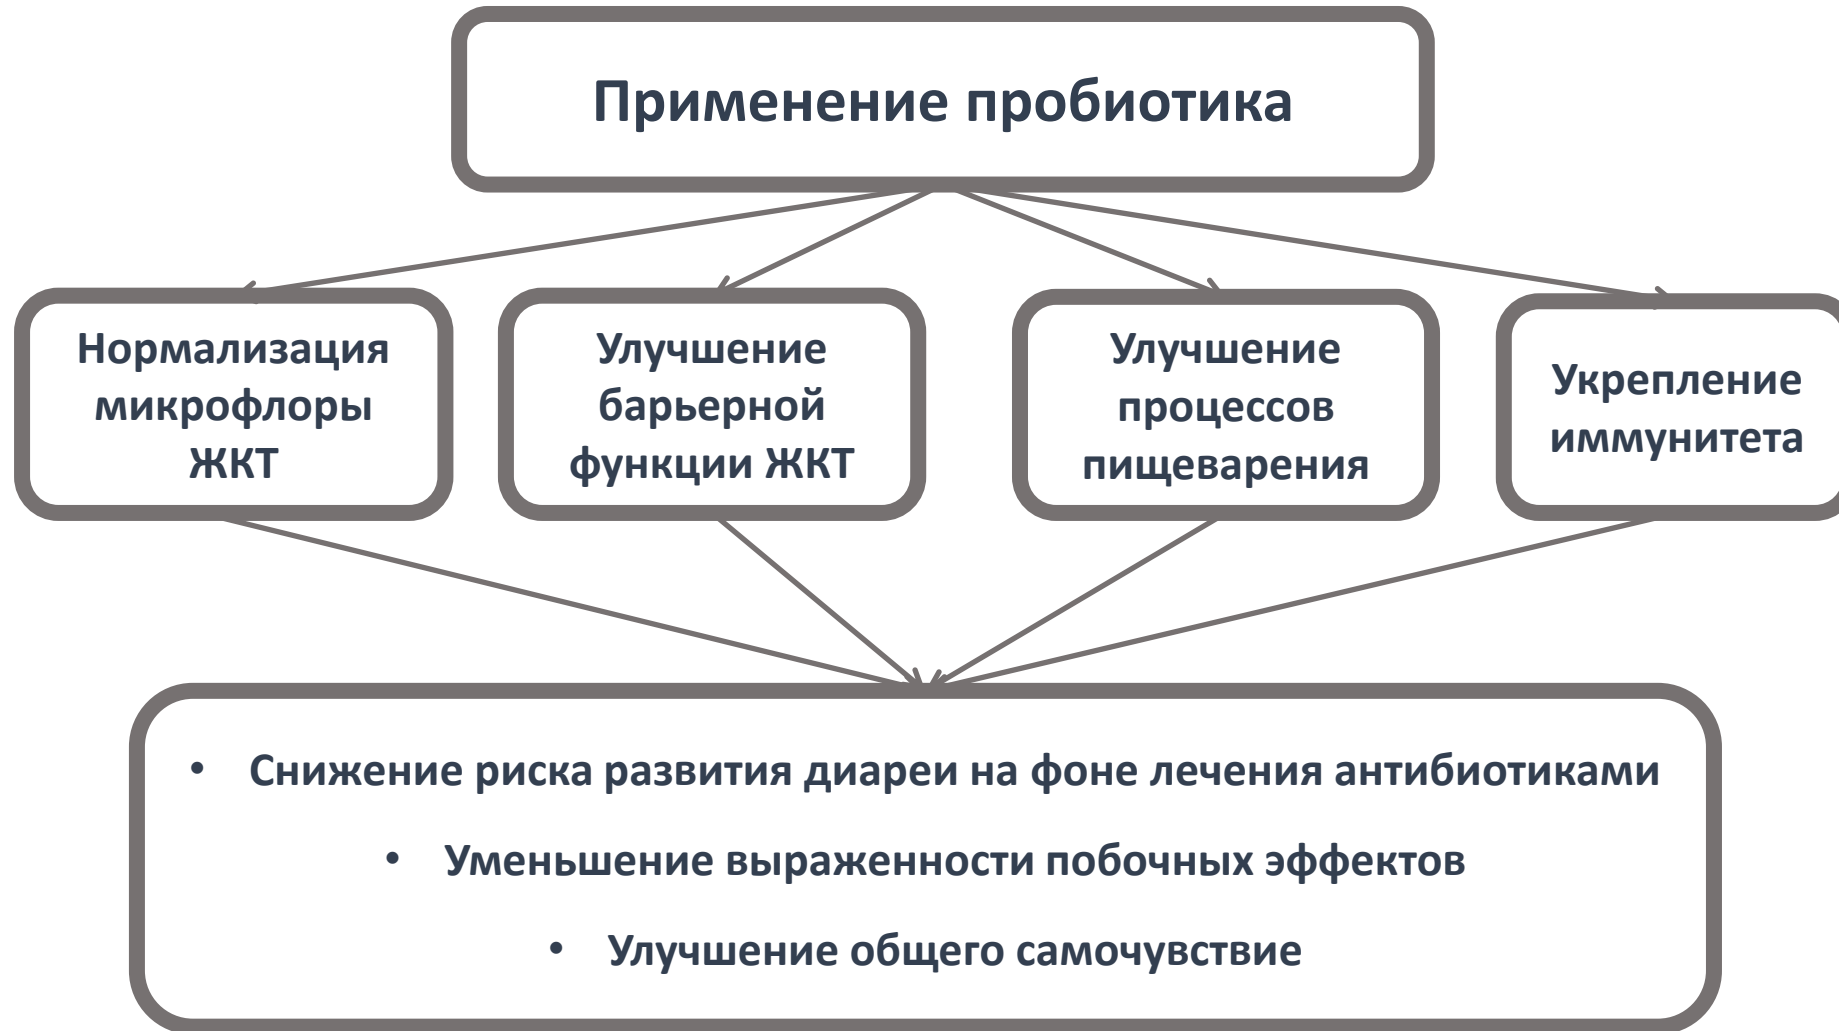 Применение пробиотика
Нормализация
микрофлоры
ЖКТ
Улучшение
барьерной
функции ЖКТ
Улучшение
процессов
пищеварения
Укрепление
иммунитета
• Снижение риска развития диареи на фоне лечения антибиотиками
• Уменьшение выраженности побочных эффектов
• Улучшение общего самочувствие